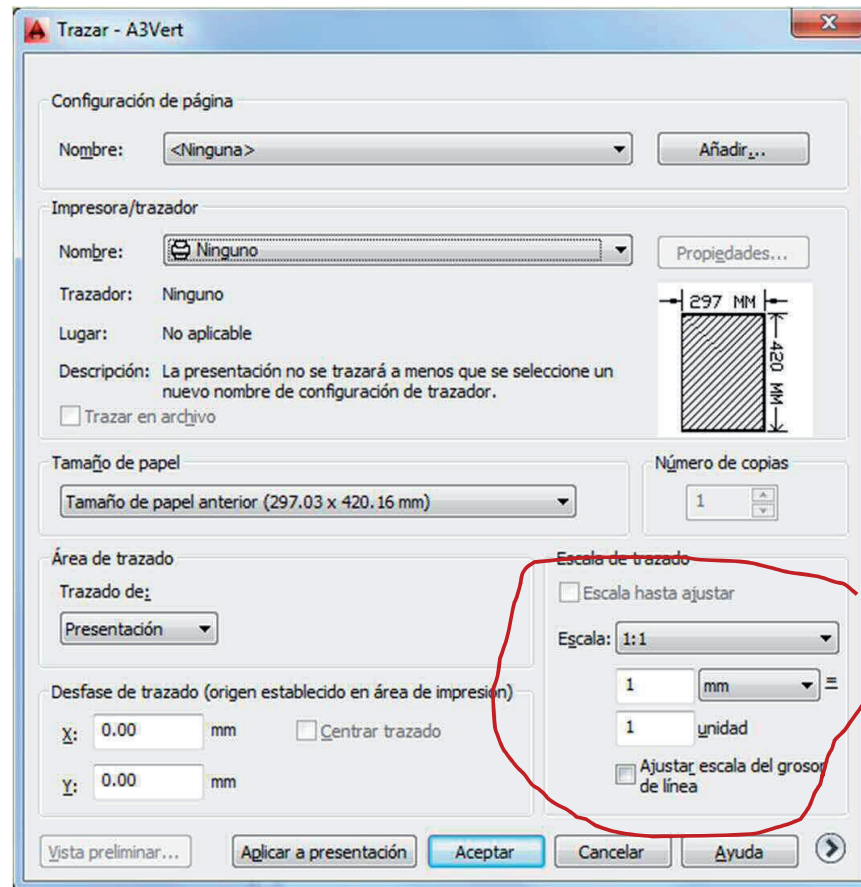 Trazar - A3Vert
Configuración de página
Nombre:
<Ninguna>
Añadir...
Impresora/trazador
Nombre:
Ninguno
Propiedades...
Trazador:
Ninguno
Lugar:
No aplicable
Descripción:
La presentación no se trazará a menos que se seleccione un
nuevo nombre de configuración de trazador.
Trazar en archivo
297 MM
420 MM
Tamaño de papel
Tamaño de papel anterior (297.03 x 420.16 mm)
Número de copias
1
Área de trazado
Trazado de:
Presentación
Escala de trazado
Escala hasta ajustar
Escala:
1:1
1
mm
=
1
unidad
Ajustar escala del grosor
de línea
Desfase de trazado (origen establecido en área de impresión)
X:
0.00
mm
Centrar trazado
Y:
0.00
mm
Vista preliminar...
Aplicar a presentación
Aceptar
Cancelar
Ayuda